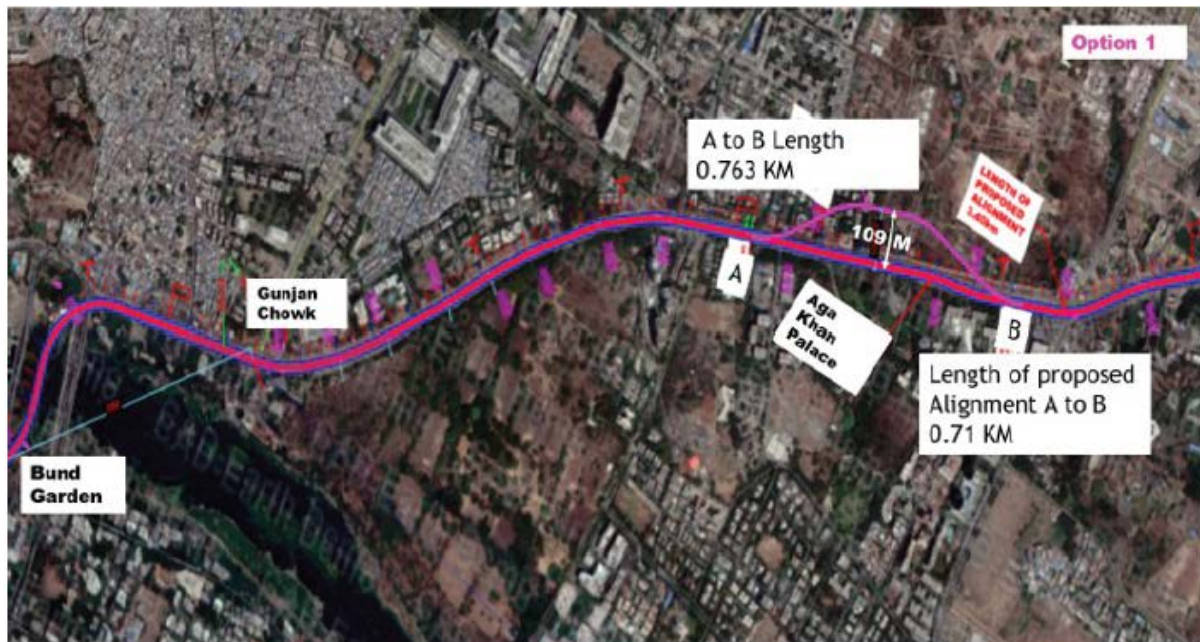 Option 1
A to B Length
0.763 KM
LENGTH OF
PROPOSED
ALIGNMENT
109 M
A
Gunjan
Chowk
Aga
Khan
Palace
B
Length of proposed
Alignment A to B
0.71 KM
Bund
Garden